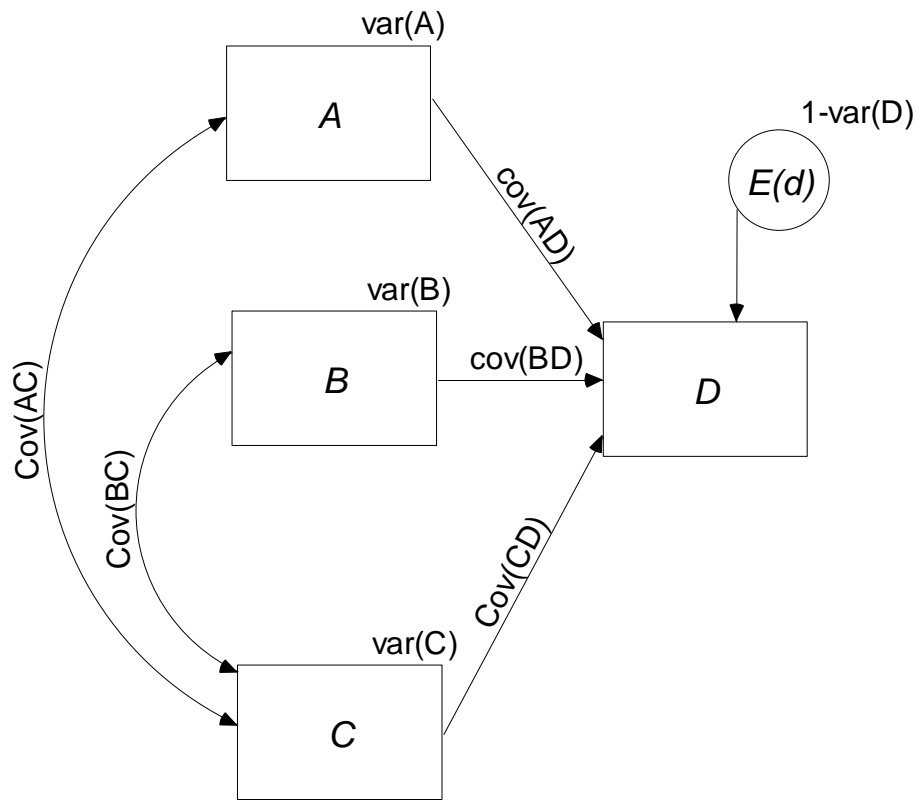 var(A)
A
1-var(D)
E(d)
cov(AD)
var(B)
B
cov(BD)
D
Cov(AC)
Cov(BC)
Cov(CD)
var(C)
C